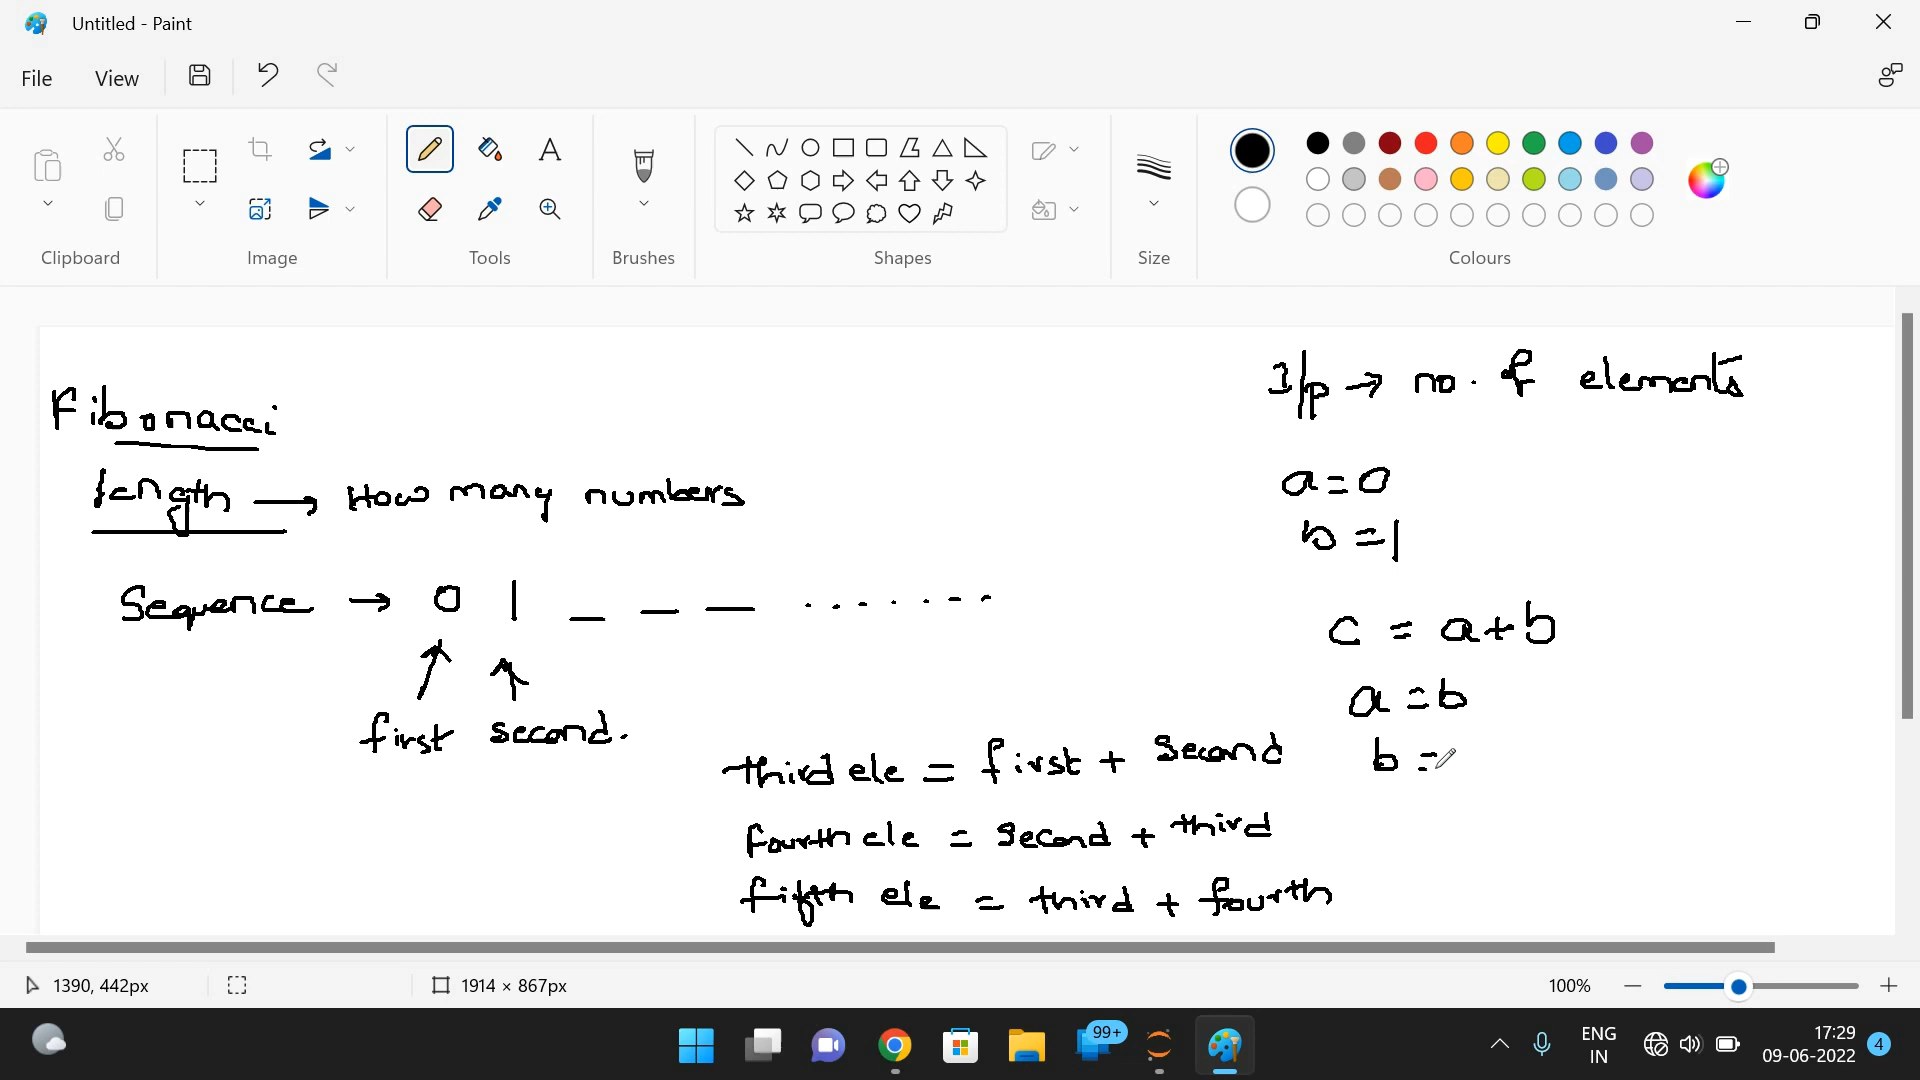 Untitled - Paint
File View
Clipboard Image Tools Brushes Shapes Size Colours
Fibonacci
length → How many numbers
Sequence → 0 1 _ _ _ . . . . . . .
first second.
third ele = first + Second
fourth ele = Second + third
fifth ele = third + fourth
I/p → no. of elements
a=0
b=1
c = a+b
a=b
b =
1390, 442px
1914 × 867px
100%
99+
ENG
IN
17:29
09-06-2022
4